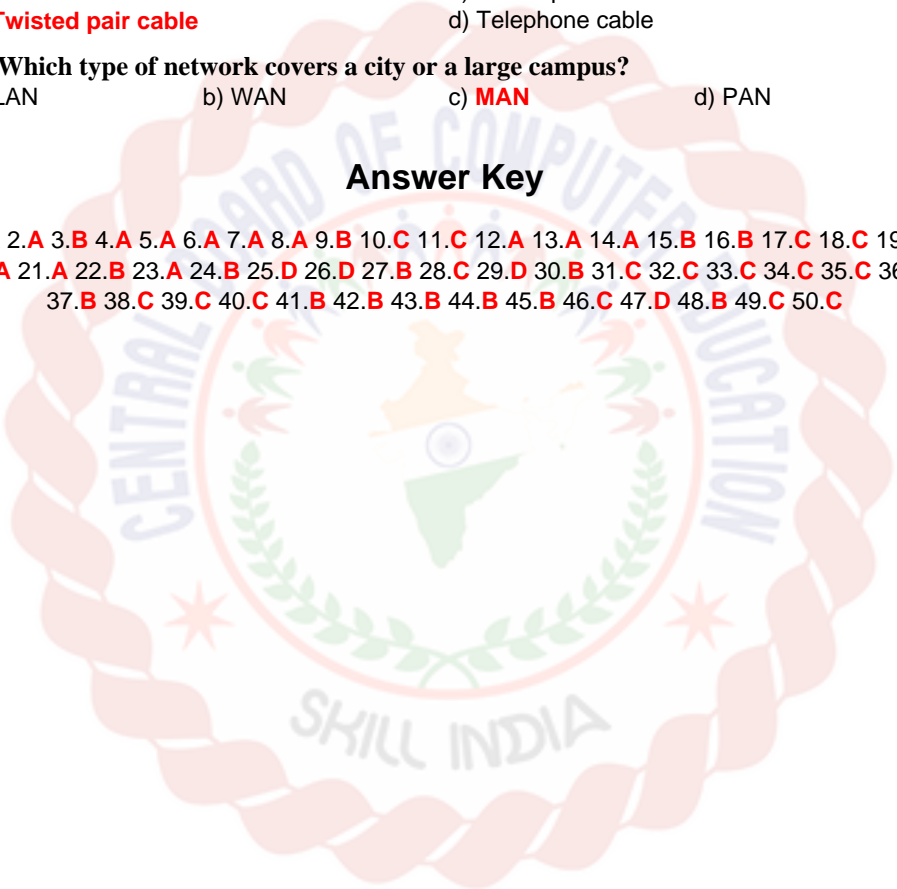 Twisted pair cable d) Telephone cable
Which type of network covers a city or a large campus?
LAN b) WAN c) MAN d) PAN
Answer Key
2.A 3.B 4.A 5.A 6.A 7.A 8.A 9.B 10.C 11.C 12.A 13.A 14.A 15.B 16.B 17.C 18.C 19
A 21.A 22.B 23.A 24.B 25.D 26.D 27.B 28.C 29.D 30.B 31.C 32.C 33.C 34.C 35.C 36
37.B 38.C 39.C 40.C 41.B 42.B 43.B 44.B 45.B 46.C 47.D 48.B 49.C 50.C
CENTRAL BOARD OF COMPUTER EDUCATION
SKILL INDIA